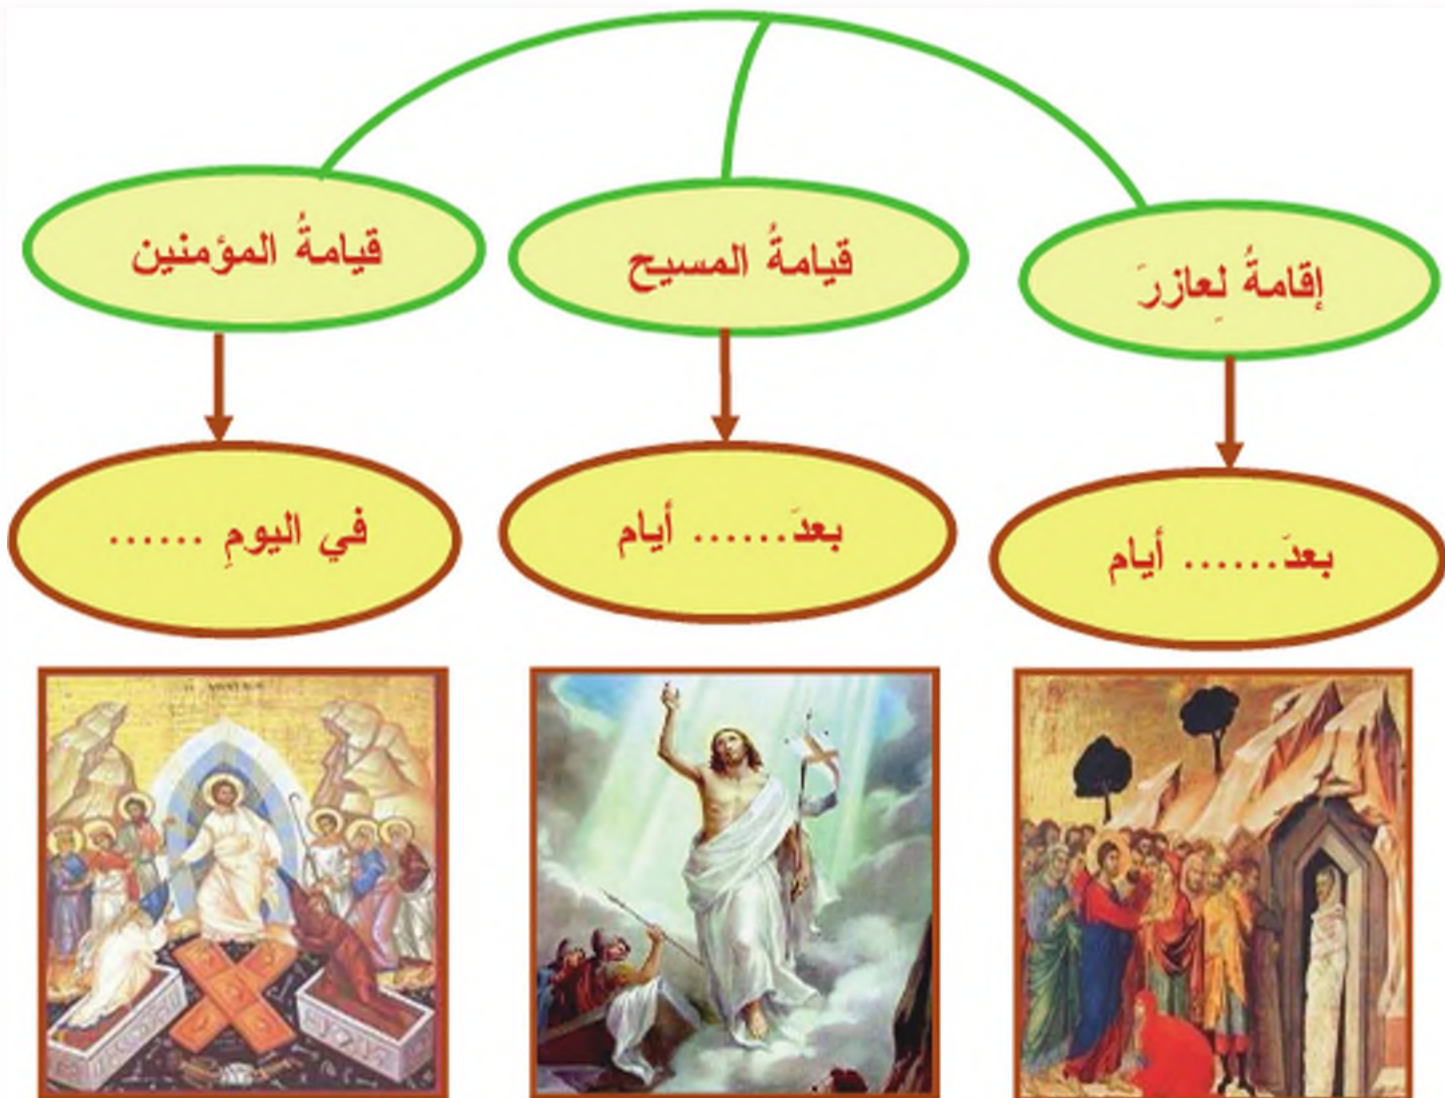 إقامةُ لِعازرَ
قيامةُ المسيح
قيامةُ المؤمنين
بعدَ...... أيام
بعدَ...... أيام
في اليومِ ......